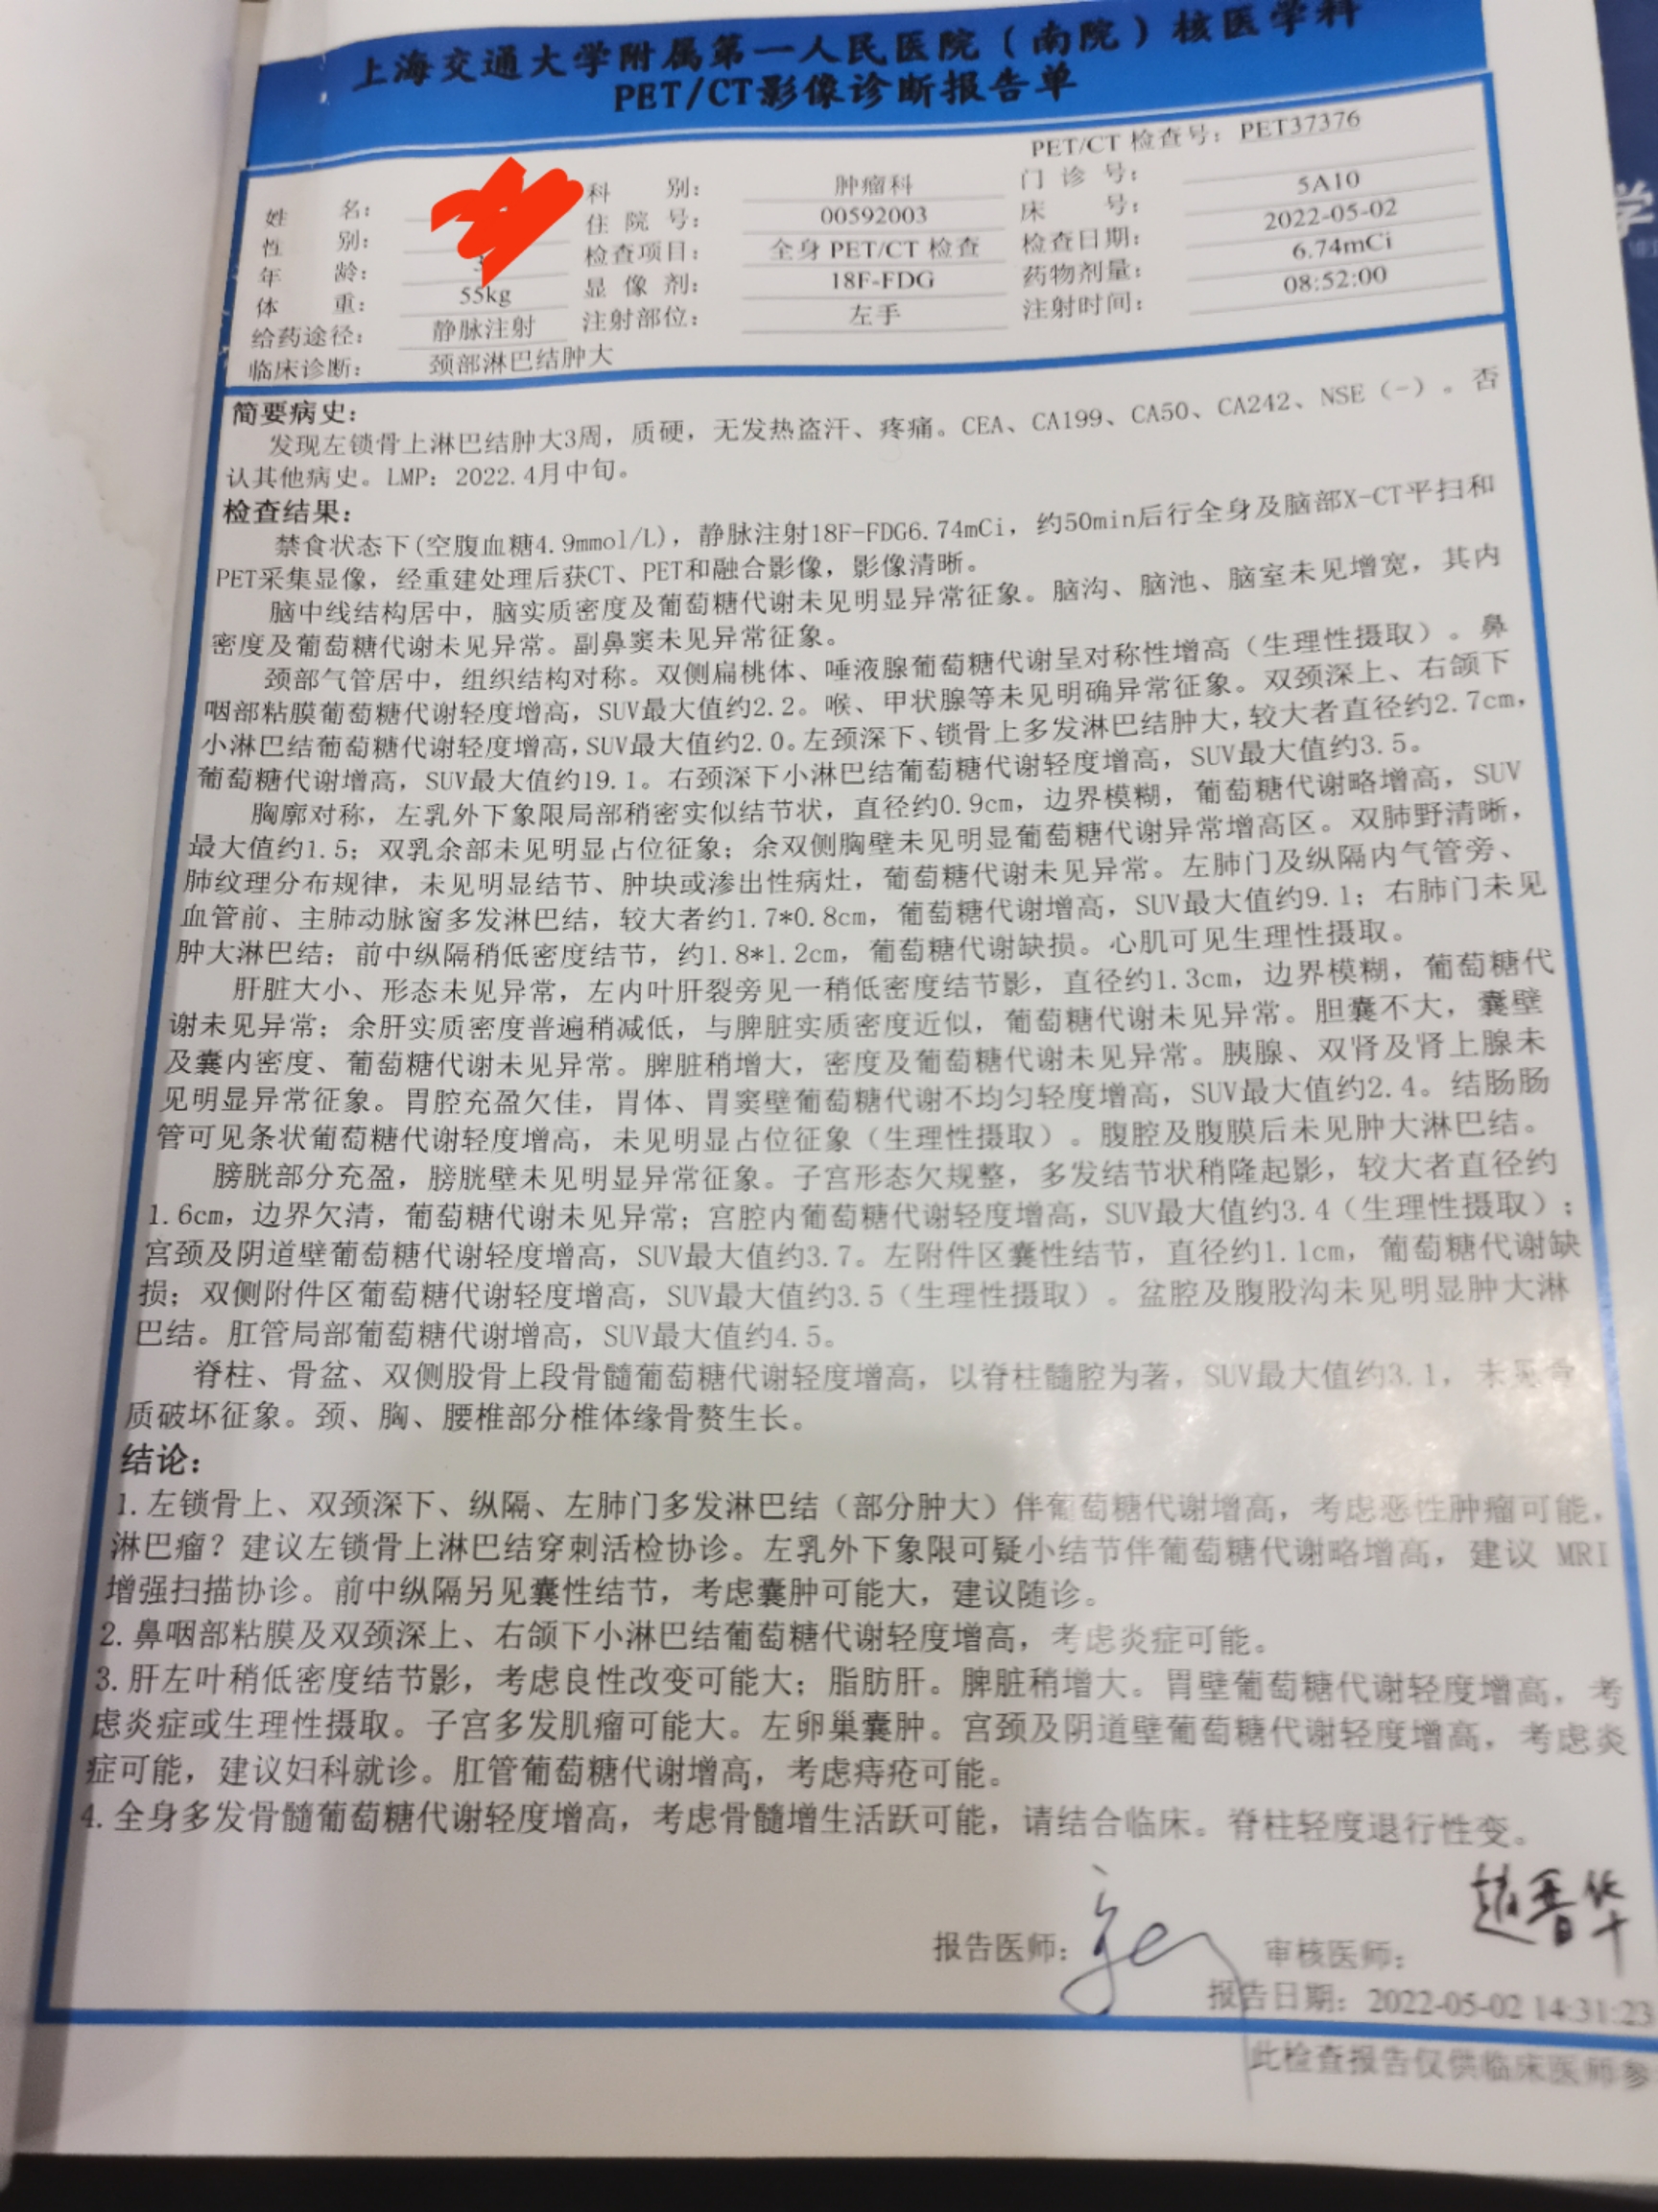 上海交通大学附属第一人民医院（南院）核医学科
PET/CT影像诊断报告单
PET/CT 检查号：PET37376
姓 名： 科 别： 肿瘤科 门 诊 号：
性 别： 住 院 号： 00592003 床 号： 5A10
年 龄： 检查项目： 全身 PET/CT 检查 检查日期： 2022-05-02
体 重： 55kg 显 像 剂： 18F-FDG 药物剂量： 6.74mCi
给药途径： 静脉注射 注射部位： 左手 注射时间： 08:52:00
临床诊断： 颈部淋巴结肿大
简要病史：
发现左锁骨上淋巴结肿大3周，质硬，无发热盗汗、疼痛。CEA、CA199、CA50、CA242、NSE（-）。否
认其他病史。LMP：2022.4月中旬。
检查结果：
禁食状态下(空腹血糖4.9mmol/L)，静脉注射18F-FDG6.74mCi，约50min后行全身及脑部X-CT平扫和
PET采集显像，经重建处理后获CT、PET和融合影像，影像清晰。
脑中线结构居中，脑实质密度及葡萄糖代谢未见明显异常征象。脑沟、脑池、脑室未见增宽，其内
密度及葡萄糖代谢未见异常。副鼻窦未见异常征象。
颈部气管居中，组织结构对称。双侧扁桃体、唾液腺葡萄糖代谢呈对称性增高（生理性摄取）。鼻
咽部粘膜葡萄糖代谢轻度增高，SUV最大值约2.2。喉、甲状腺等未见明确异常征象。双颈深上、右颌下
小淋巴结葡萄糖代谢轻度增高，SUV最大值约2.0。左颈深下、锁骨上多发淋巴结肿大，较大者直径约2.7cm，
葡萄糖代谢增高，SUV最大值约19.1。右颈深下小淋巴结葡萄糖代谢轻度增高，SUV最大值约3.5。
胸廓对称，左乳外下象限局部稍密实似结节状，直径约0.9cm，边界模糊，葡萄糖代谢略增高，SUV
最大值约1.5；双乳余部未见明显占位征象；余双侧胸壁未见明显葡萄糖代谢异常增高区。双肺野清晰，
肺纹理分布规律，未见明显结节、肿块或渗出性病灶，葡萄糖代谢未见异常。左肺门及纵隔内气管旁、
血管前、主肺动脉窗多发淋巴结，较大者约1.7*0.8cm，葡萄糖代谢增高，SUV最大值约9.1；右肺门未见
肿大淋巴结；前中纵隔稍低密度结节，约1.8*1.2cm，葡萄糖代谢缺损。心肌可见生理性摄取。
肝脏大小、形态未见异常，左内叶肝裂旁见一稍低密度结节影，直径约1.3cm，边界模糊，葡萄糖代
谢未见异常；余肝实质密度普遍稍减低，与脾脏实质密度近似，葡萄糖代谢未见异常。胆囊不大，囊壁
及囊内密度、葡萄糖代谢未见异常。脾脏稍增大，密度及葡萄糖代谢未见异常。胰腺、双肾及肾上腺未
见明显异常征象。胃腔充盈欠佳，胃体、胃窦壁葡萄糖代谢不均匀轻度增高，SUV最大值约2.4。结肠肠
管可见条状葡萄糖代谢轻度增高，未见明显占位征象（生理性摄取）。腹腔及腹膜后未见肿大淋巴结。
膀胱部分充盈，膀胱壁未见明显异常征象。子宫形态欠规整，多发结节状稍隆起影，较大者直径约
1.6cm，边界欠清，葡萄糖代谢未见异常；宫腔内葡萄糖代谢轻度增高，SUV最大值约3.4（生理性摄取）；
宫颈及阴道壁葡萄糖代谢轻度增高，SUV最大值约3.7。左附件区囊性结节，直径约1.1cm，葡萄糖代谢缺
损；双侧附件区葡萄糖代谢轻度增高，SUV最大值约3.5（生理性摄取）。盆腔及腹股沟未见明显肿大淋
巴结。肛管局部葡萄糖代谢增高，SUV最大值约4.5。
脊柱、骨盆、双侧股骨上段骨髓葡萄糖代谢轻度增高，以脊柱髓腔为著，SUV最大值约3.1，未见骨
质破坏征象。颈、胸、腰椎部分椎体缘骨赘生长。
结论：
1.左锁骨上、双颈深下、纵隔、左肺门多发淋巴结（部分肿大）伴葡萄糖代谢增高，考虑恶性肿瘤可能，
淋巴瘤？建议左锁骨上淋巴结穿刺活检协诊。左乳外下象限可疑小结节伴葡萄糖代谢略增高，建议 MRI
增强扫描协诊。前中纵隔另见囊性结节，考虑囊肿可能大，建议随诊。
2.鼻咽部粘膜及双颈深上、右颌下小淋巴结葡萄糖代谢轻度增高，考虑炎症可能。
3.肝左叶稍低密度结节影，考虑良性改变可能大；脂肪肝。脾脏稍增大。胃壁葡萄糖代谢轻度增高，考
虑炎症或生理性摄取。子宫多发肌瘤可能大。左卵巢囊肿。宫颈及阴道壁葡萄糖代谢轻度增高，考虑炎
症可能，建议妇科就诊。肛管葡萄糖代谢增高，考虑痔疮可能。
4.全身多发骨髓葡萄糖代谢轻度增高，考虑骨髓增生活跃可能，请结合临床。脊柱轻度退行性变。
报告医师： 审核医师： 赵晋华
报告日期：2022-05-02 14:31:23
此检查报告仅供临床医师参